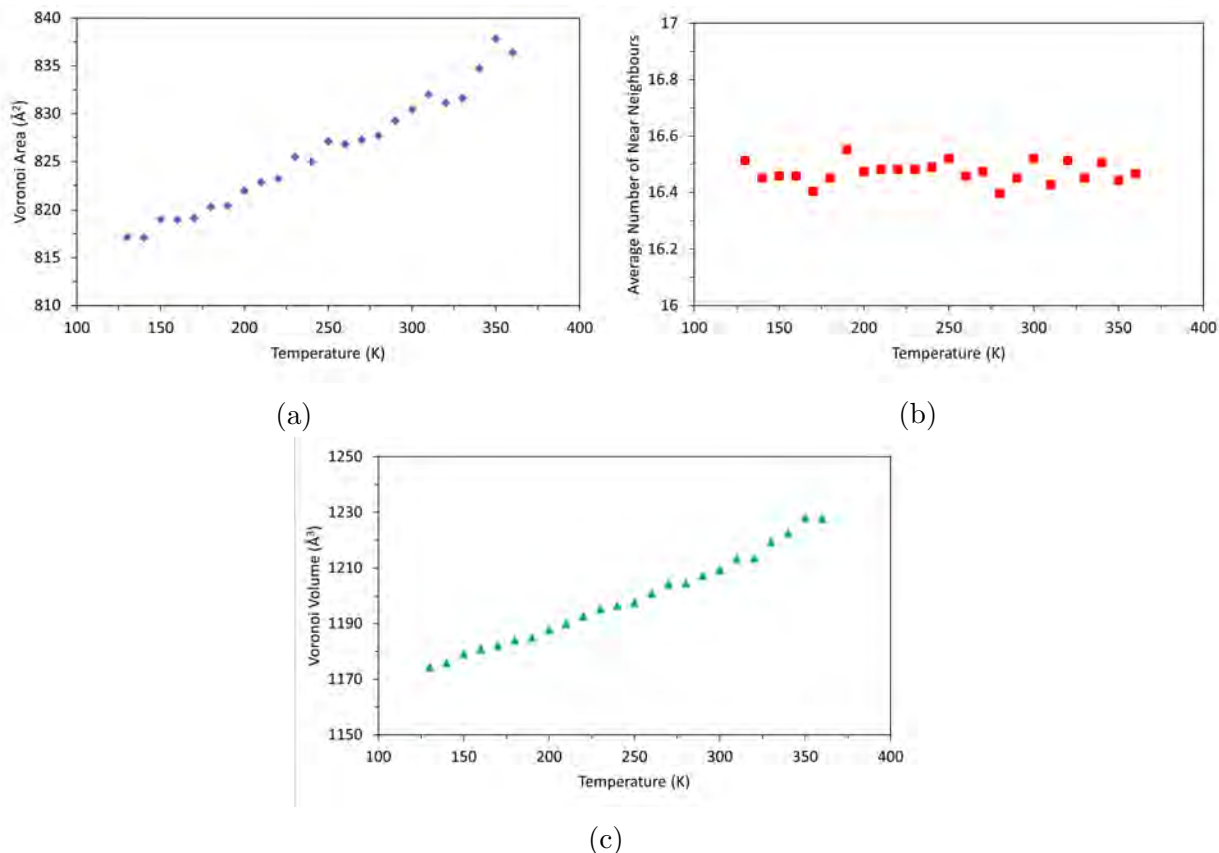 840
835
830
825
820
815
810
Voronoi Area (Å²)
100 150 200 250 300 350 400
Temperature (K)
(a)
17
16.8
16.6
16.4
16.2
16
Average Number of Near Neighbours
100 150 200 250 300 350 400
Temperature (K)
(b)
1250
1230
1210
1190
1170
1150
Voronoi Volume (Å³)
100 150 200 250 300 350 400
Temperature (K)
(c)